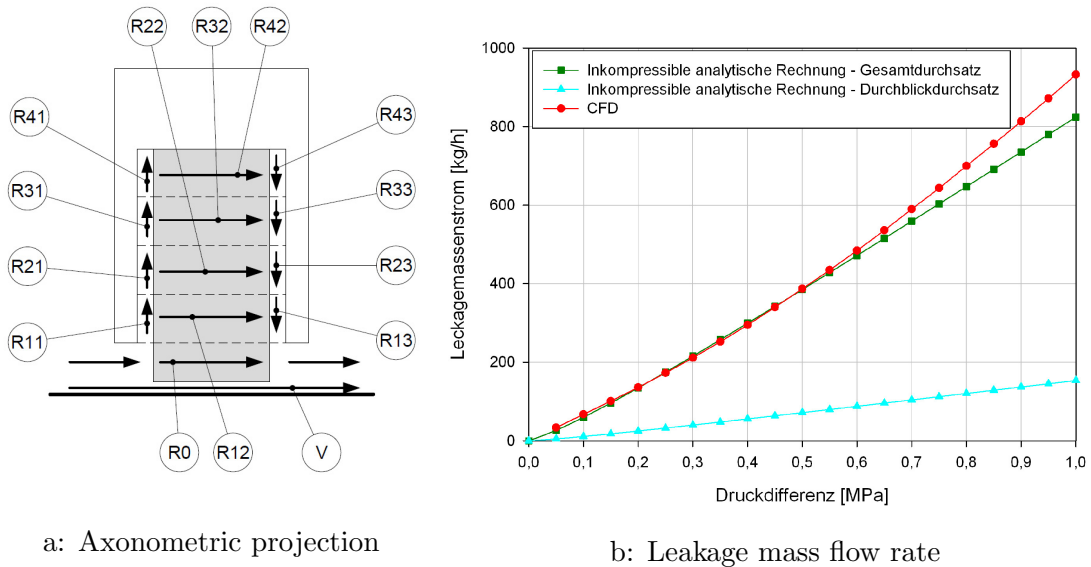 R22
R32
R42
R41
R43
R31
R33
R21
R23
R11
R13
R0
R12
V
a: Axonometric projection
Leckagemassenstrom [kg/h]
1000
800
600
400
200
0
Inkompressible analytische Rechnung - Gesamtdurchsatz
Inkompressible analytische Rechnung - Durchblickdurchsatz
CFD
0,0 0,1 0,2 0,3 0,4 0,5 0,6 0,7 0,8 0,9 1,0
Druckdifferenz [MPa]
b: Leakage mass flow rate